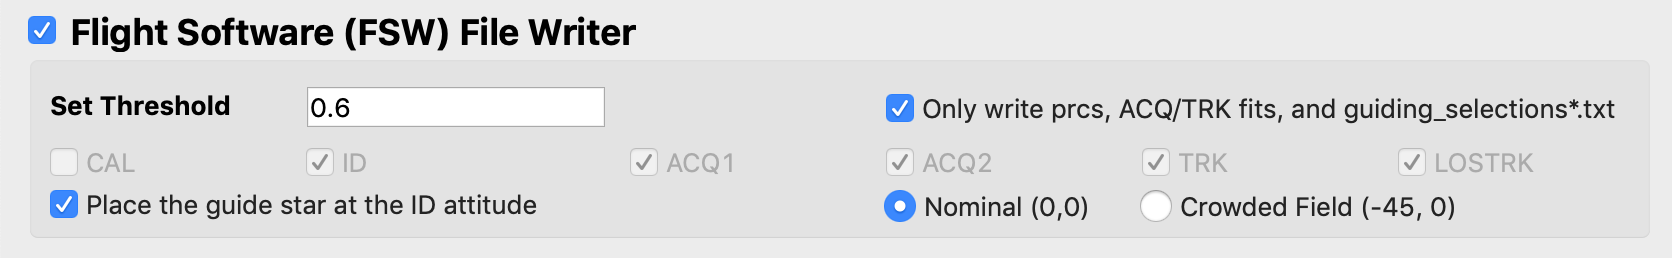 Flight Software (FSW) File Writer
Set Threshold 0.6 Only write prcs, ACQ/TRK fits, and guiding_selections*.txt
CAL ID ACQ1 ACQ2 TRK LOSTRK
Place the guide star at the ID attitude Nominal (0,0) Crowded Field (-45, 0)